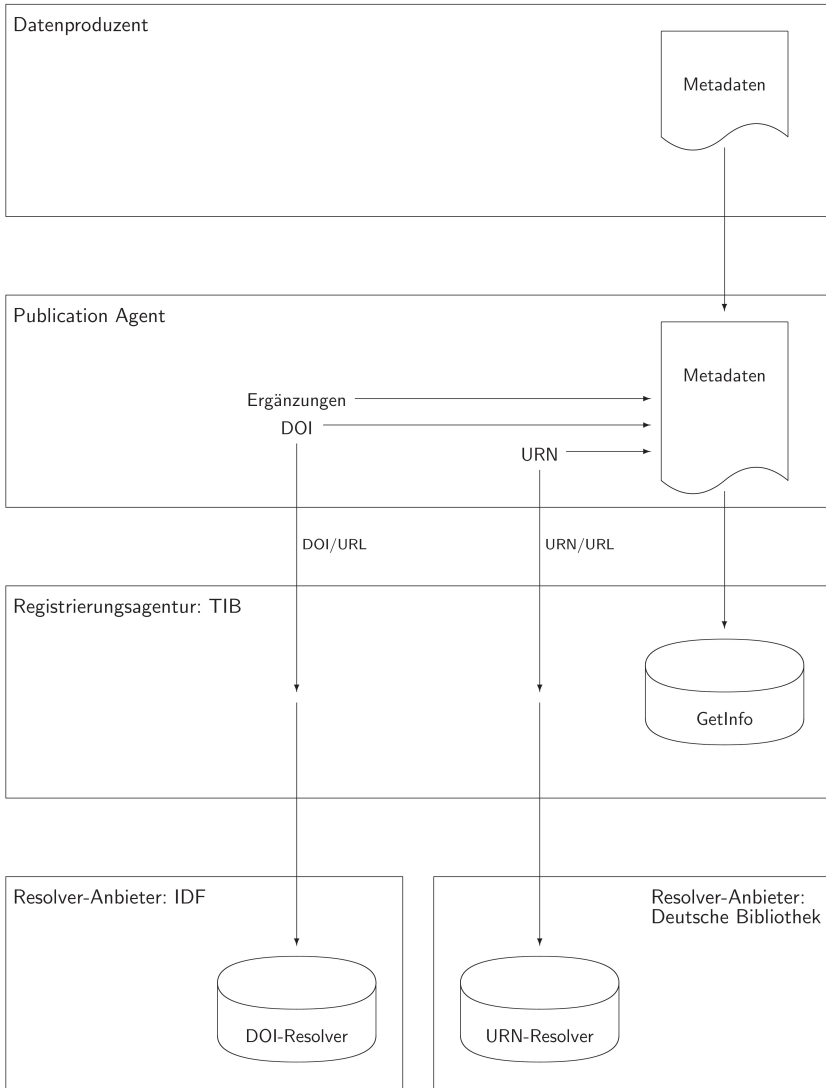 Datenproduzent
Metadaten
Publication Agent
Metadaten
Ergänzungen
DOI
URN
DOI/URL
URN/URL
Registrierungsagentur: TIB
GetInfo
Resolver-Anbieter: IDF
Resolver-Anbieter:
Deutsche Bibliothek
DOI-Resolver
URN-Resolver